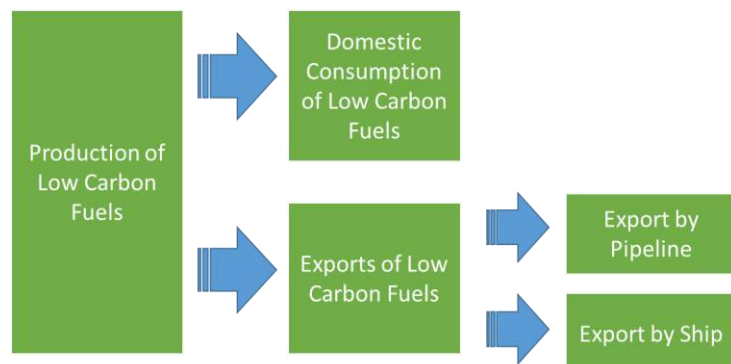 Production of
Low Carbon
Fuels
Domestic
Consumption
of Low Carbon
Fuels
Exports of Low
Carbon Fuels
Export by
Pipeline
Export by Ship